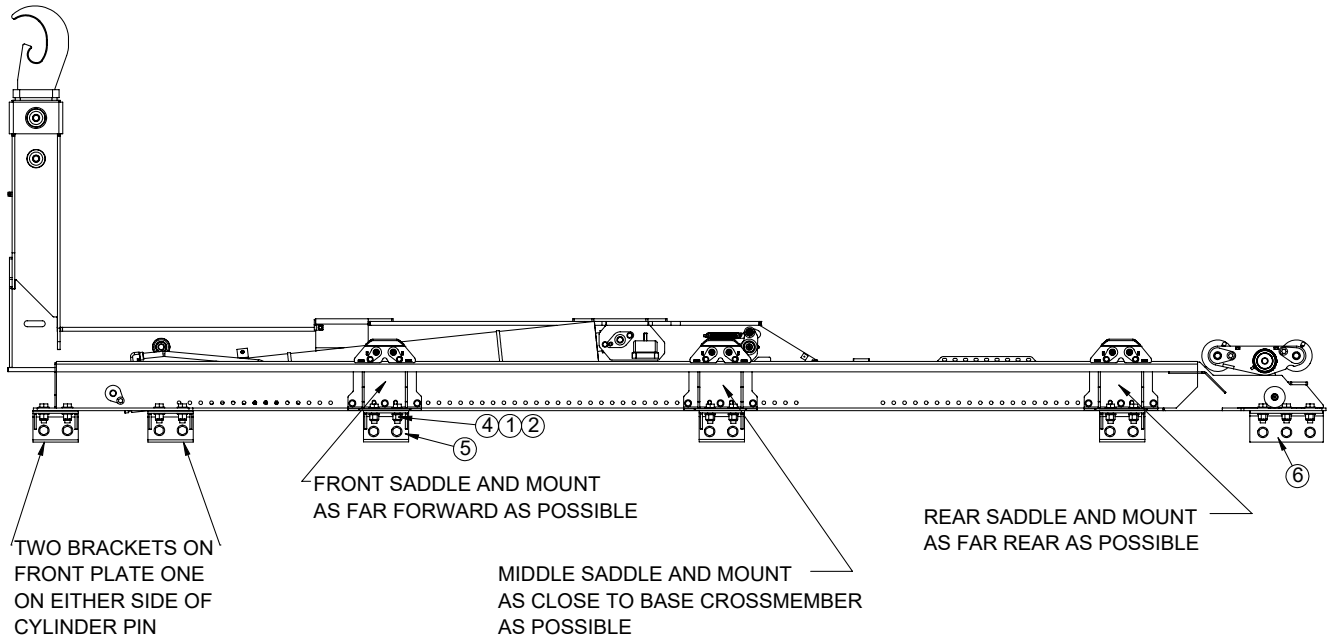 ④ ① ②
⑤
⑥
FRONT SADDLE AND MOUNT
AS FAR FORWARD AS POSSIBLE
REAR SADDLE AND MOUNT
AS FAR REAR AS POSSIBLE
TWO BRACKETS ON
FRONT PLATE ONE
ON EITHER SIDE OF
CYLINDER PIN
MIDDLE SADDLE AND MOUNT
AS CLOSE TO BASE CROSSMEMBER
AS POSSIBLE